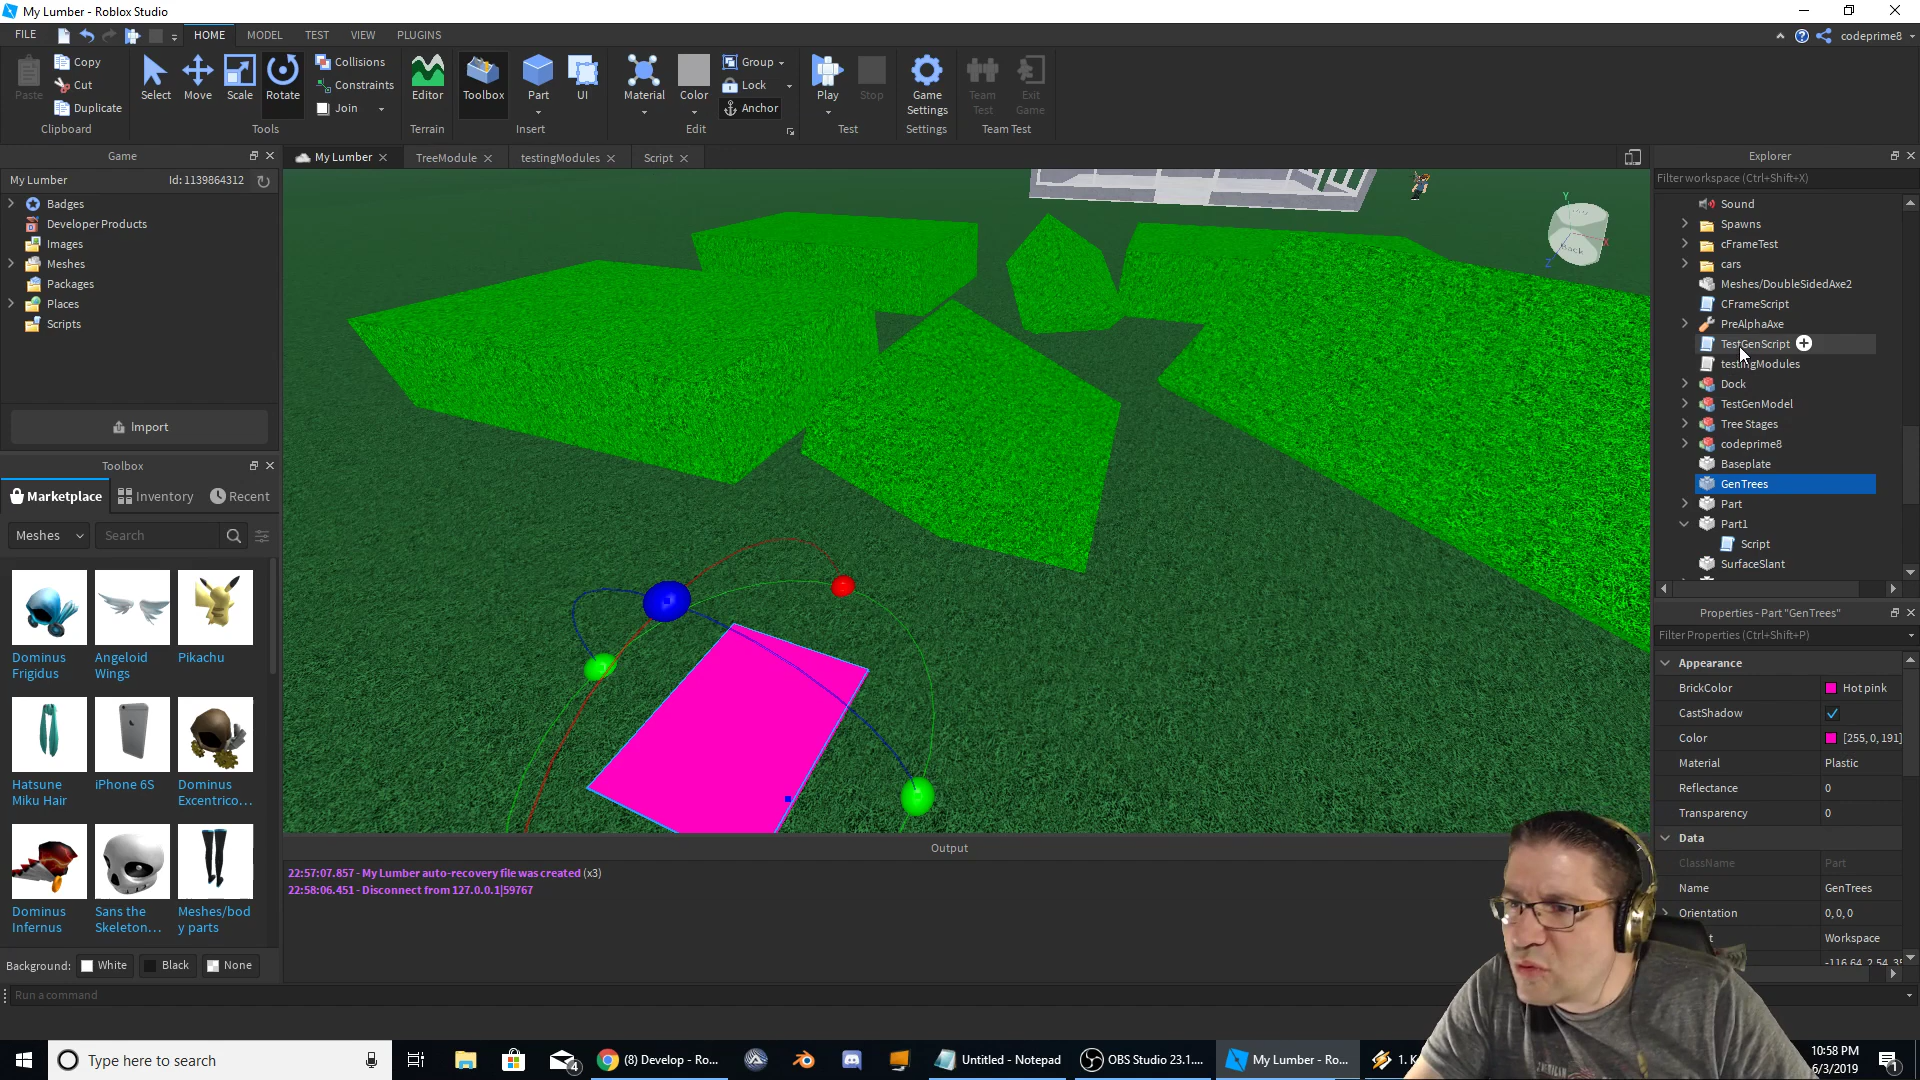 My Lumber - Roblox Studio
FILE
HOME
MODEL
TEST
VIEW
PLUGINS
codeprime8
Paste
Copy
Cut
Duplicate
Clipboard
Select
Move
Scale
Rotate
Tools
Collisions
Constraints
Join
Editor
Terrain
Toolbox
Part
UI
Insert
Material
Color
Group
Lock
Anchor
Edit
Play
Stop
Test
Game
Settings
Settings
Team
Test
Exit
Game
Team Test
Game
My Lumber
Id: 1139864312
Badges
Developer Products
Images
Meshes
Packages
Places
Scripts
Import
Toolbox
Marketplace
Inventory
Recent
Meshes
Search
Dominus
Frigidus
Angeloid
Wings
Pikachu
Hatsune
Miku Hair
iPhone 6S
Dominus
Excentrico...
Dominus
Infernus
Sans the
Skeleton...
Meshes/bod
y parts
Background:
White
Black
None
Run a command
My Lumber
TreeModule
testingModules
Script
Back
Y
Z
Output
22:57:07.857 - My Lumber auto-recovery file was created (x3)
22:58:06.451 - Disconnect from 127.0.0.1|59767
Explorer
Filter workspace (Ctrl+Shift+X)
Sound
Spawns
cFrameTest
cars
Meshes/DoubleSidedAxe2
CFrameScript
PreAlphaAxe
TestGenScript
testingModules
Dock
TestGenModel
Tree Stages
codeprime8
Baseplate
GenTrees
Part
Part1
Script
SurfaceSlant
Properties - Part "GenTrees"
Filter Properties (Ctrl+Shift+P)
Appearance
BrickColor
Hot pink
CastShadow
Color
[255, 0, 191]
Material
Plastic
Reflectance
0
Transparency
0
Data
ClassName
Part
Name
GenTrees
Orientation
0, 0, 0
Workspace
Type here to search
4
(8) Develop - Ro...
Untitled - Notepad
OBS Studio 23.1....
My Lumber - Ro...
10:58 PM
6/3/2019
1